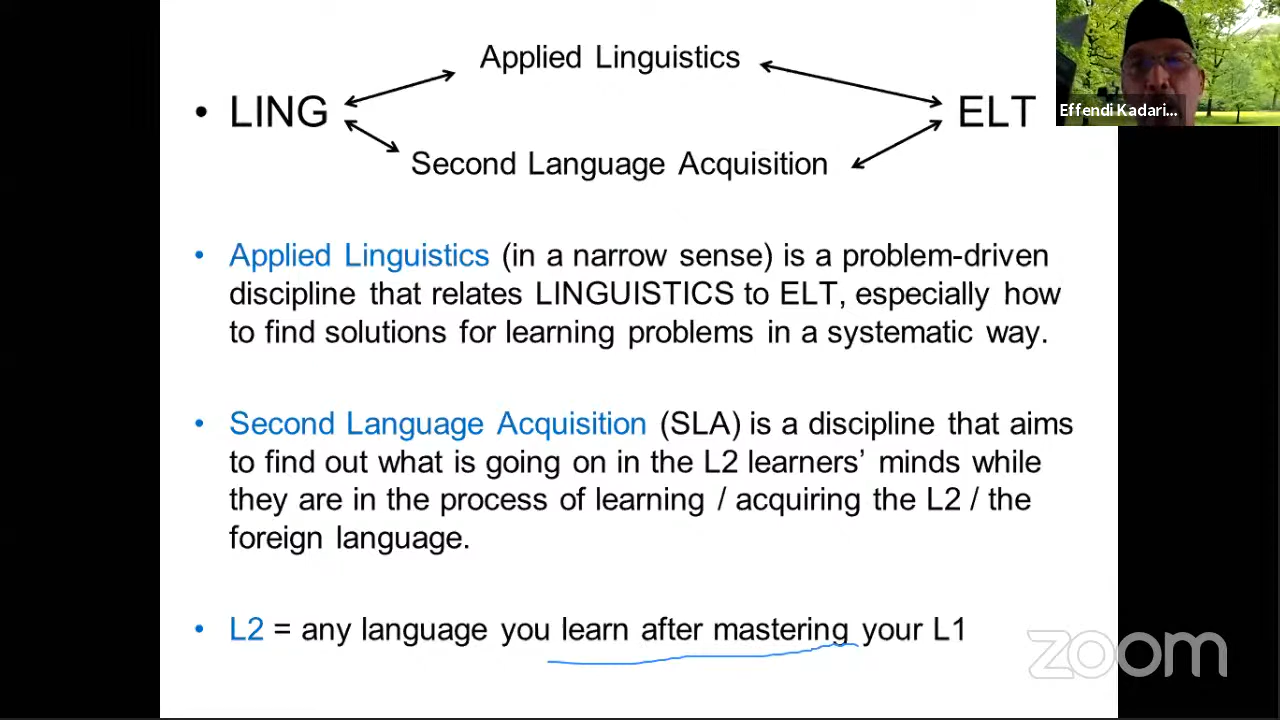 Applied Linguistics
• LING ELT
Effendi Kadari...
Second Language Acquisition
• Applied Linguistics (in a narrow sense) is a problem-driven
discipline that relates LINGUISTICS to ELT, especially how
to find solutions for learning problems in a systematic way.
• Second Language Acquisition (SLA) is a discipline that aims
to find out what is going on in the L2 learners’ minds while
they are in the process of learning / acquiring the L2 / the
foreign language.
• L2 = any language you learn after mastering your L1
zoom